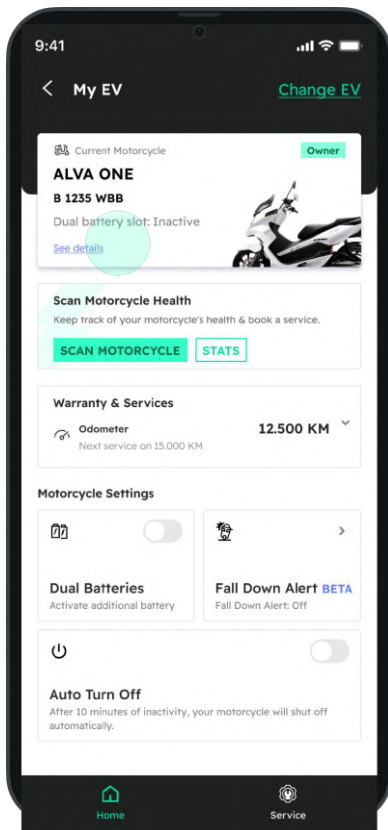 9:41
My EV
Change EV
Current Motorcycle
Owner
ALVA ONE
B 1235 WBB
Dual battery slot: Inactive
See details
Scan Motorcycle Health
Keep track of your motorcycle's health & book a service.
SCAN MOTORCYCLE
STATS
Warranty & Services
Odometer
12.500 KM
Next service on 15.000 KM
Motorcycle Settings
Dual Batteries
Activate additional battery
Fall Down Alert BETA
Fall Down Alert: Off
Auto Turn Off
After 10 minutes of inactivity, your motorcycle will shut off
automatically.
Home
Service